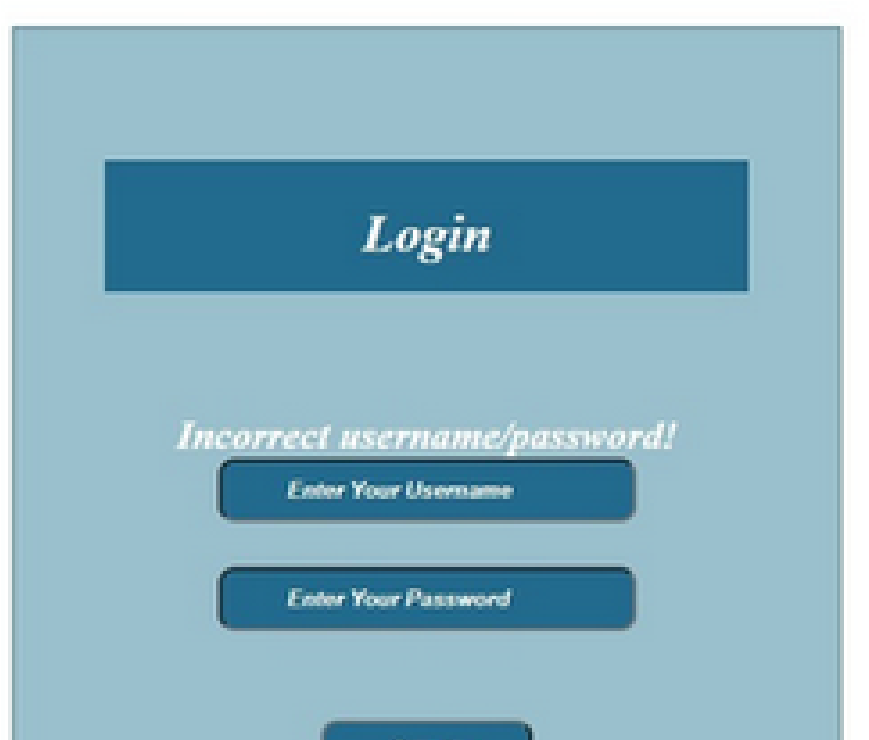 Login
Incorrect username/password!
Enter Your Username
Enter Your Password